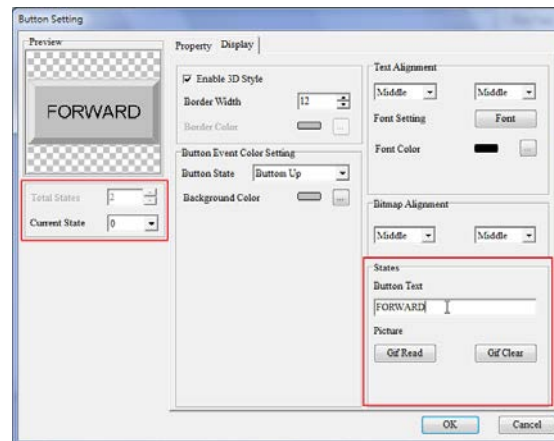 Button Setting
Preview
FORWARD
Total States 2
Current State 0
Property Display
Enable 3D Style
Border Width 12
Border Color ...
Button Event Color Setting
Button State Buttom Up
Background Color ...
Text Alignment
Middle Middle
Font Setting Font
Font Color ...
Bitmap Alignment
Middle Middle
States
Button Text
FORWARD
Picture
Gif Read Gif Clear
OK Cancel